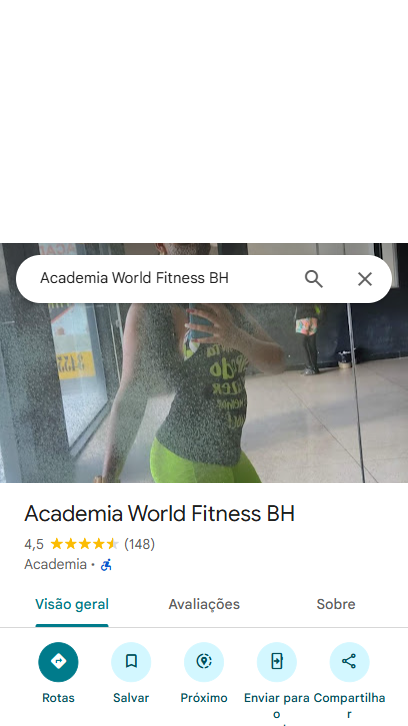 Academia World Fitness BH
Academia World Fitness BH
4,5 (148)
Academia •
Visão geral Avaliações Sobre
Rotas Salvar Próximo Enviar para o Compartilhar